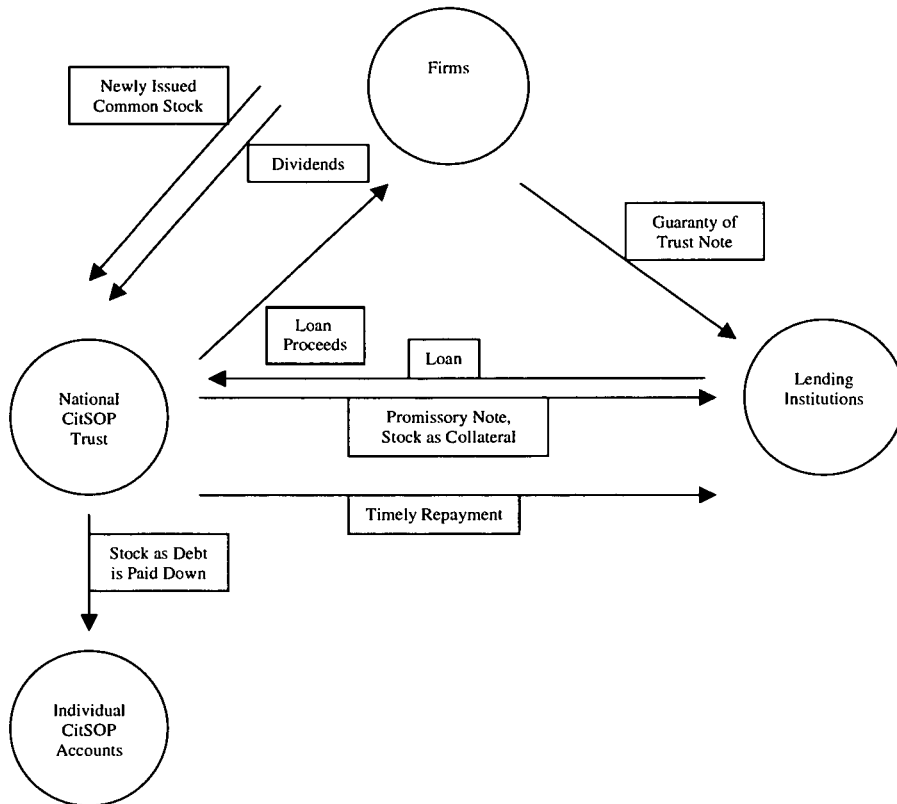 Firms
Newly Issued
Common Stock
Dividends
Guaranty of
Trust Note
Loan
Proceeds
Loan
National
CitSOP
Trust
Lending
Institutions
Promissory Note,
Stock as Collateral
Timely Repayment
Stock as Debt
is Paid Down
Individual
CitSOP
Accounts